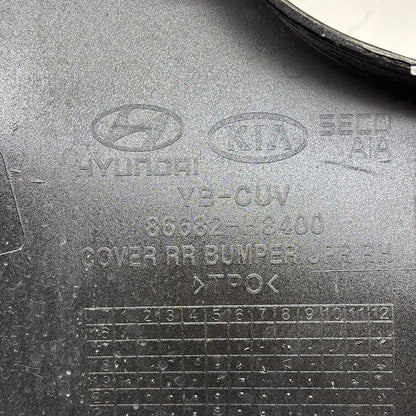 HYUNDAI KIA SECO AIA
YB-CUV
86682-H8400
COVER RR BUMPER UPR RH
>TPO<
1 2 3 4 5 6 7 8 9 10 11 12